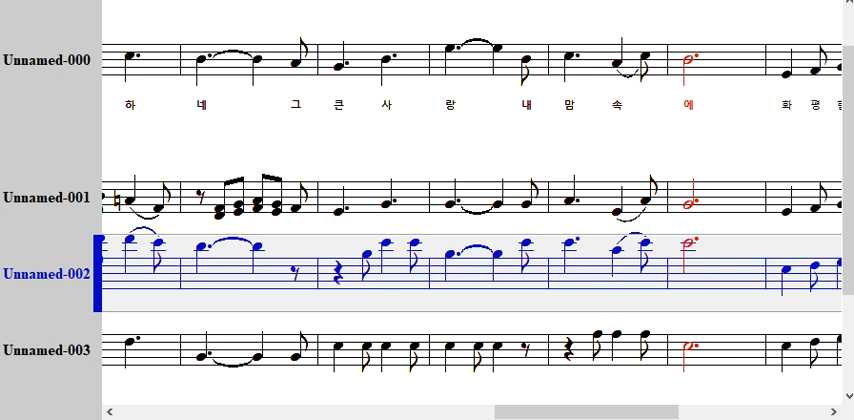 Unnamed-000
하 네 그 큰 사 랑 내 맘 속 에 화 평
Unnamed-001
Unnamed-002
Unnamed-003